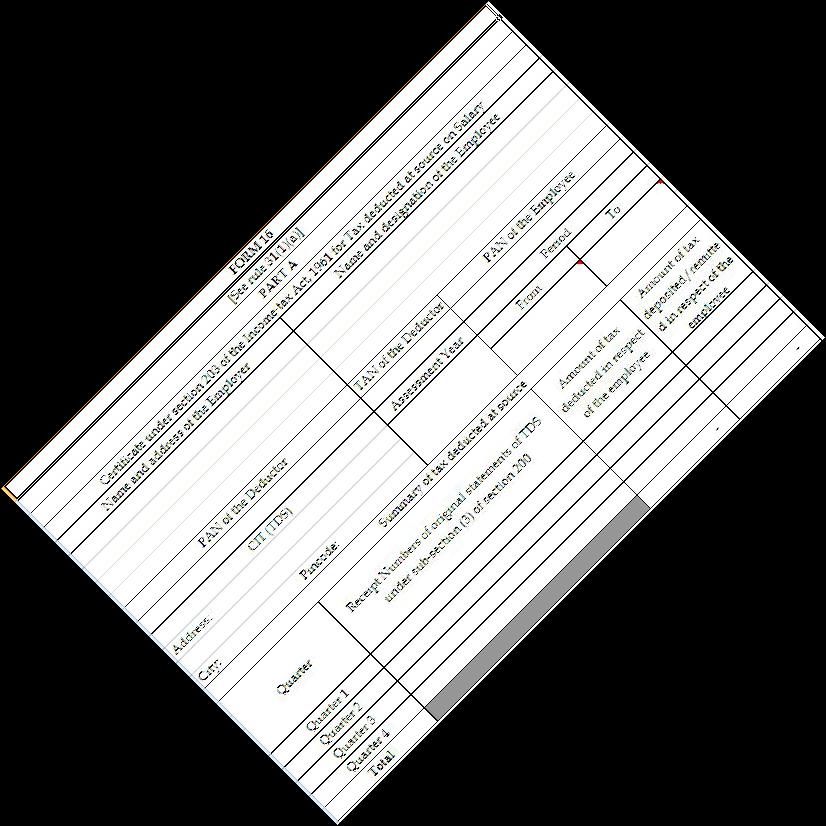 FORM 16
[See rule 31(1)(a)]
PART A
Certificate under section 203 of the Income-tax Act, 1961 for Tax deducted at source on Salary
Name and address of the Employer
Name and designation of the Employee
PAN of the Deductor
TAN of the Deductor
PAN of the Employee
CIT (TDS)
Assessment Year
Period
Address:
From
To
City:
Pincode:
Summary of tax deducted at source
Quarter
Receipt Numbers of original statements of TDS
under sub-section (3) of section 200
Amount of tax
deducted in respect
of the employee
Amount of tax
deposited/remitte
d in respect of the
employee
Quarter 1
Quarter 2
Quarter 3
Quarter 4
Total
-
-